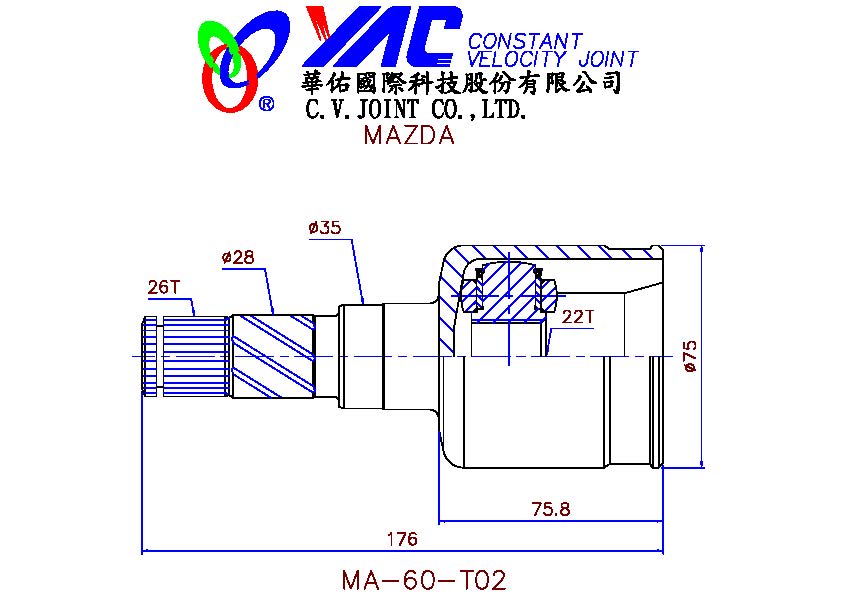 YAC CONSTANT
VELOCITY JOINT
®
華佑國際科技股份有限公司
C.V.JOINT CO.,LTD.
MAZDA
ø35
ø28
26T
22T
ø75
75.8
176
MA-60-T02